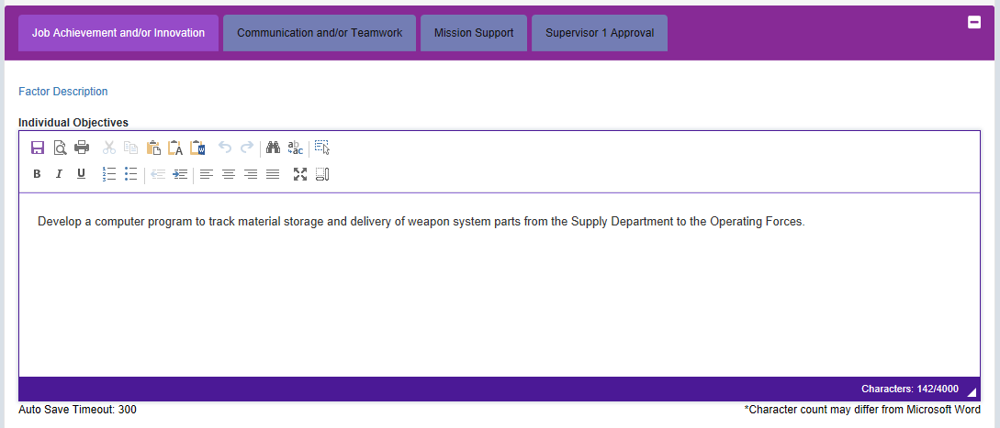 Job Achievement and/or Innovation Communication and/or Teamwork Mission Support Supervisor 1 Approval
Factor Description
Individual Objectives
B I U
Develop a computer program to track material storage and delivery of weapon system parts from the Supply Department to the Operating Forces.
Characters: 142/4000
Auto Save Timeout: 300 *Character count may differ from Microsoft Word